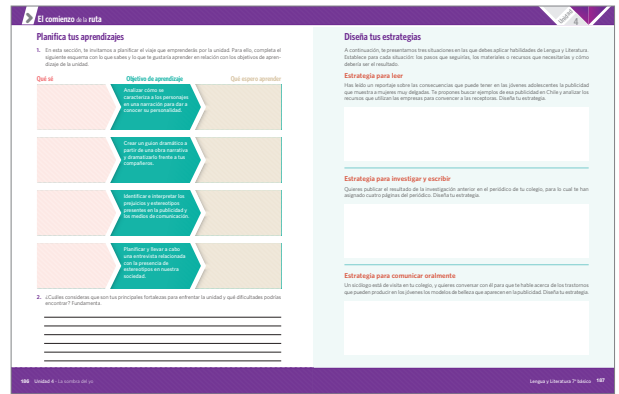 El comienzo de la ruta
Unidad 4
Planifica tus aprendizajes
1. En esta sección, te invitamos a planificar el viaje que emprenderás por la unidad. Para ello, completa el
siguiente esquema con lo que sabes y lo que te gustaría aprender en relación con los objetivos de apren-
dizaje de la unidad.
Qué sé
Objetivo de aprendizaje
Qué espero aprender
Analizar cómo se
caracteriza a los personajes
en una narración para dar a
conocer su personalidad.
Crear un guion dramático a
partir de una obra narrativa
y dramatizarlo frente a tus
compañeros.
Identificar e interpretar los
prejuicios y estereotipos
presentes en la publicidad y
los medios de comunicación.
Planificar y llevar a cabo
una entrevista relacionada
con la presencia de
estereotipos en nuestra
sociedad.
2. ¿Cuáles consideras que son tus principales fortalezas para enfrentar la unidad y qué dificultades podrías
encontrar? Fundamenta.
186 Unidad 4 - La sombra del yo
Diseña tus estrategias
A continuación, te presentamos tres situaciones en las que debes aplicar habilidades de Lengua y Literatura.
Establece para cada situación: los pasos que seguirías, los materiales o recursos que necesitarías y cómo
debería ser el resultado.
Estrategia para leer
Has leído un reportaje sobre las consecuencias que puede tener en las jóvenes adolescentes la publicidad
que muestra a mujeres muy delgadas. Te propones buscar ejemplos de esa publicidad en Chile y analizar los
recursos que utilizan las empresas para convencer a las receptoras. Diseña tu estrategia.
Estrategia para investigar y escribir
Quieres publicar el resultado de la investigación anterior en el periódico de tu colegio, para lo cual te han
asignado cuatro páginas del periódico. Diseña tu estrategia.
Estrategia para comunicar oralmente
Un sicólogo está de visita en tu colegio, y quieres conversar con él para que te hable acerca de los trastornos
que pueden producir en los jóvenes los modelos de belleza que aparecen en la publicidad. Diseña tu estrategia.
Lengua y Literatura 7° básico 187